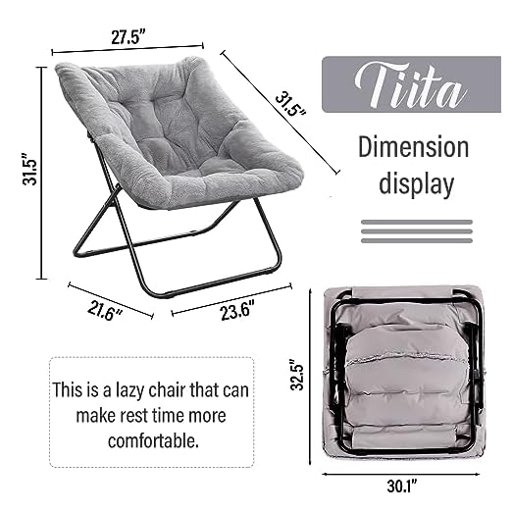 27.5"
Tiita
31.5"
31.5"
Dimension
display
21.6"
23.6"
32.5"
This is a lazy chair that can
make rest time more
comfortable.
30.1"